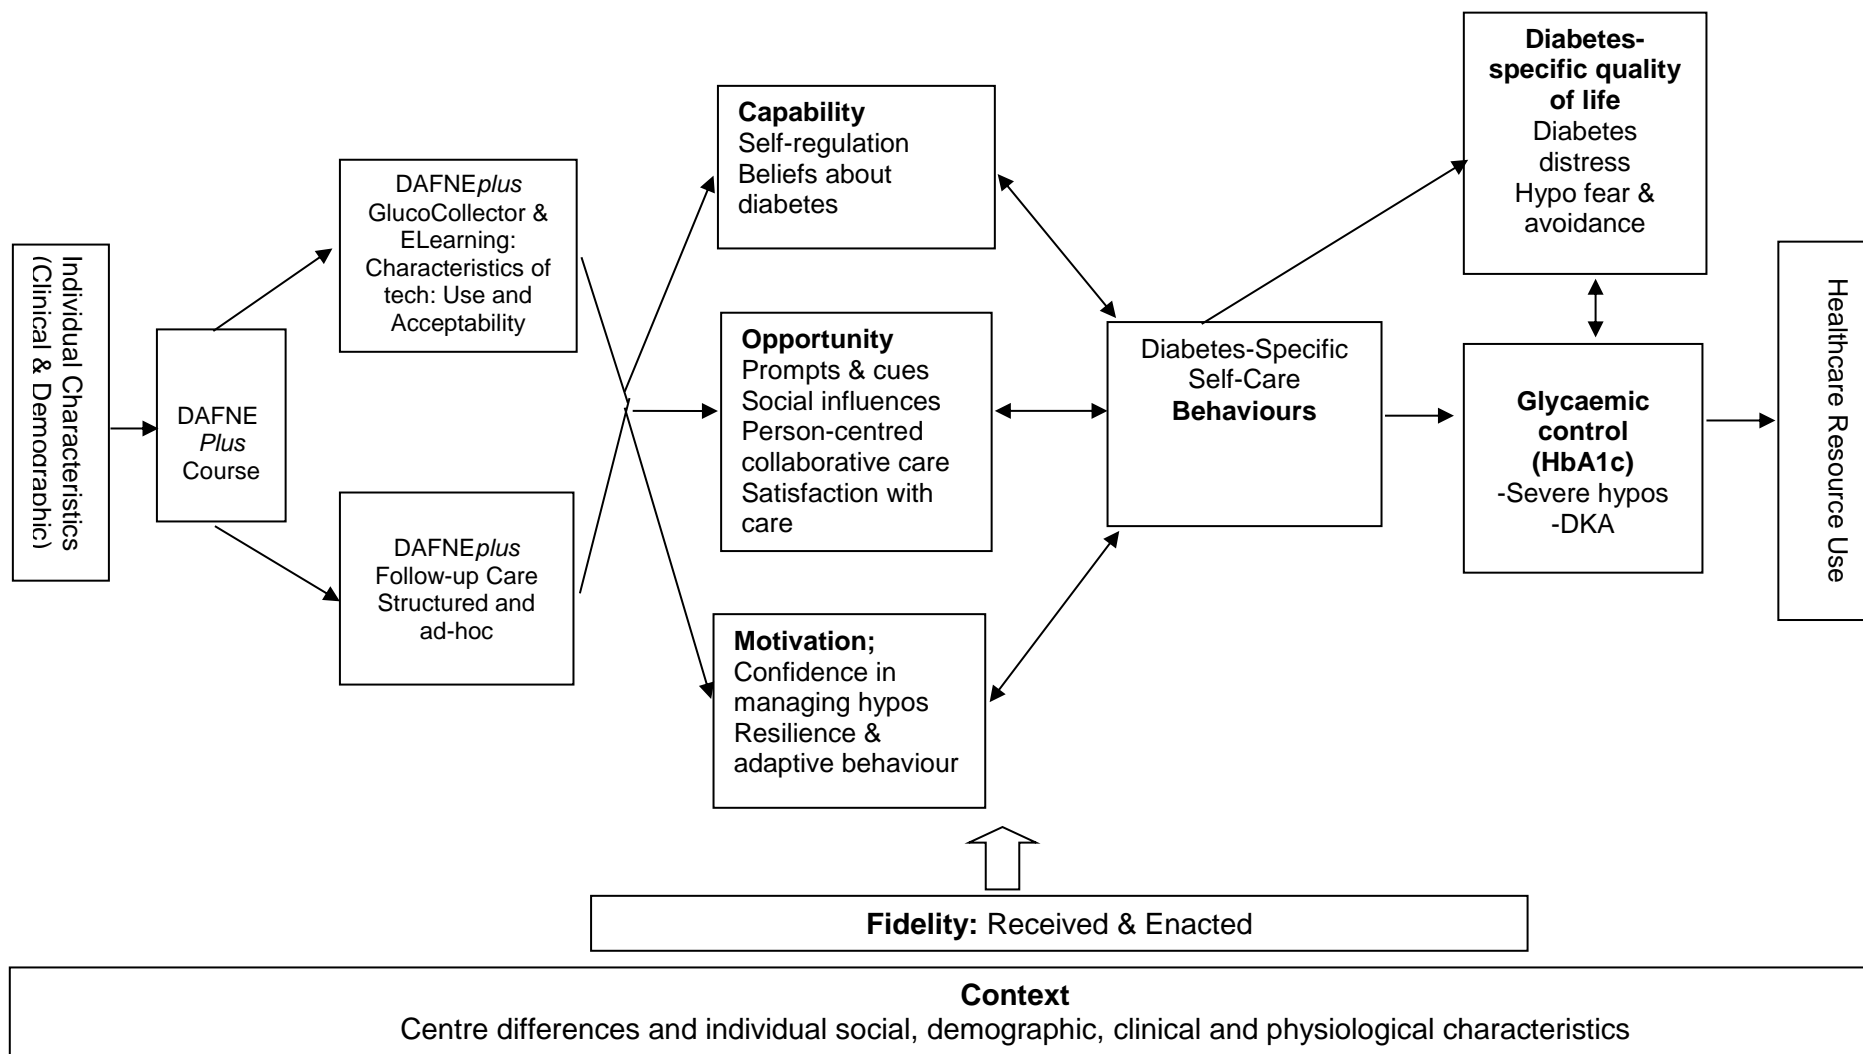 Individual Characteristics
(Clinical & Demographic)
DAFNE
Plus
Course
DAFNEplus
GlucoCollector &
ELearning:
Characteristics of
tech: Use and
Acceptability
DAFNEplus
Follow-up Care
Structured and
ad-hoc
Capability
Self-regulation
Beliefs about
diabetes
Opportunity
Prompts & cues
Social influences
Person-centred
collaborative care
Satisfaction with
care
Motivation;
Confidence in
managing hypos
Resilience &
adaptive behaviour
Diabetes-Specific
Self-Care
Behaviours
Diabetes-
specific quality
of life
Diabetes
distress
Hypo fear &
avoidance
Glycaemic
control
(HbA1c)
-Severe hypos
-DKA
Healthcare Resource Use
Fidelity: Received & Enacted
Context
Centre differences and individual social, demographic, clinical and physiological characteristics